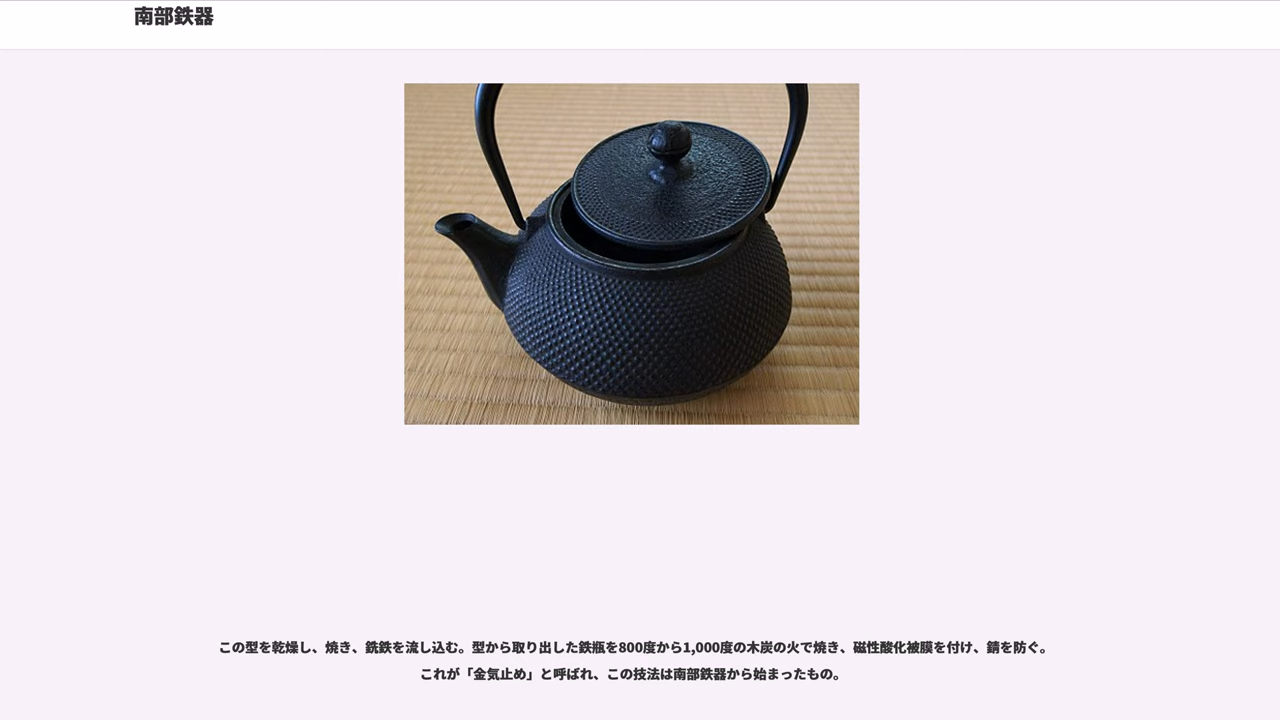 南部鉄器
この型を乾燥し、焼き、銑鉄を流し込む。型から取り出した鉄瓶を800度から1,000度の木炭の火で焼き、磁性酸化被膜を付け、錆を防ぐ。
これが「金気止め」と呼ばれ、この技法は南部鉄器から始まったもの。